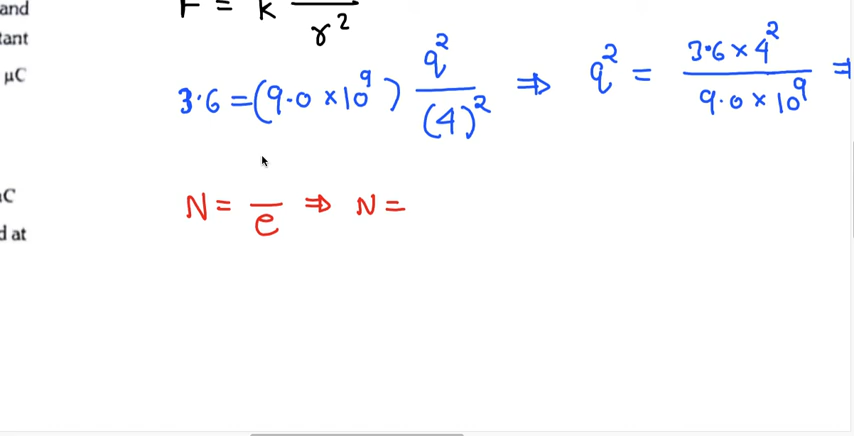 and
F = k / r²
tant
μC
3.6 = (9.0 × 10⁹) q² / (4)² ⇒ q² = 3.6 × 4² / 9.0 × 10⁹ ⇒
C
N = / e ⇒ N =
d at